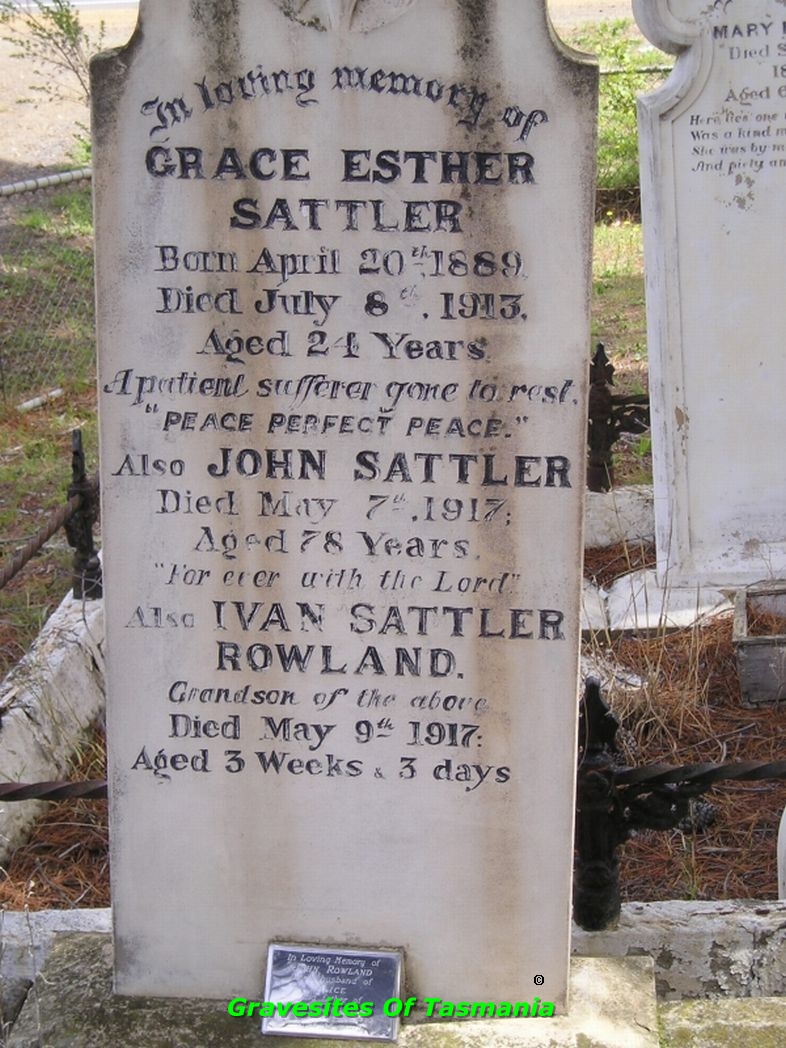 In loving memory of
GRACE ESTHER
SATTLER
Born April 20th 1889.
Died July 8th. 1913.
Aged 24 Years.
A patient sufferer gone to rest.
"PEACE PERFECT PEACE."
Also JOHN SATTLER
Died May 7th. 1917;
Aged 78 Years.
"For ever with the Lord"
Also IVAN SATTLER
ROWLAND.
Grandson of the above
Died May 9th 1917:
Aged 3 Weeks & 3 days
MARY
Died
Aged
Here lies one
Was a kind
She was by
And piety
In Loving Memory of
ROWLAND
husband of
©
Gravesites Of Tasmania